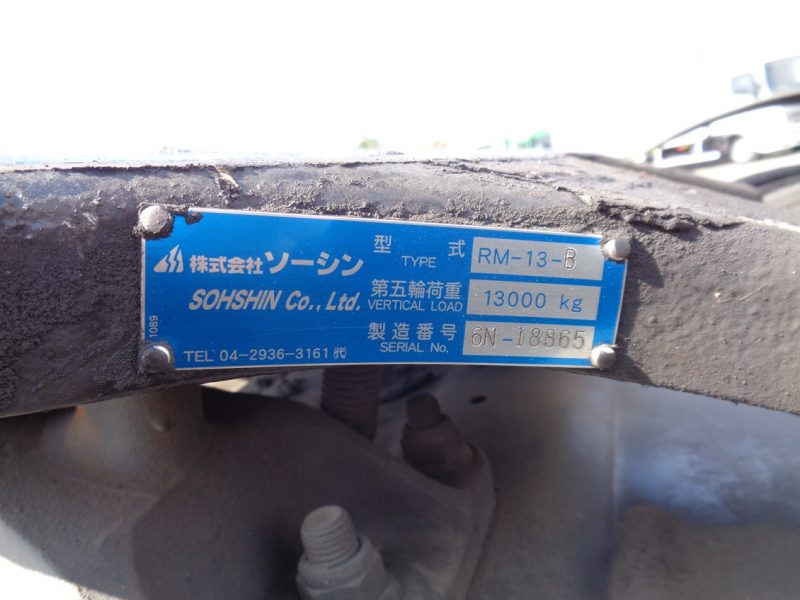 株式会社ソーシン
SOHSHIN Co.,Ltd.
TEL 04-2936-3161 (代)
1089
型 式
TYPE
RM-13-B
第五輪荷重
VERTICAL LOAD
13000 kg
製造番号
SERIAL No.
6N-18865